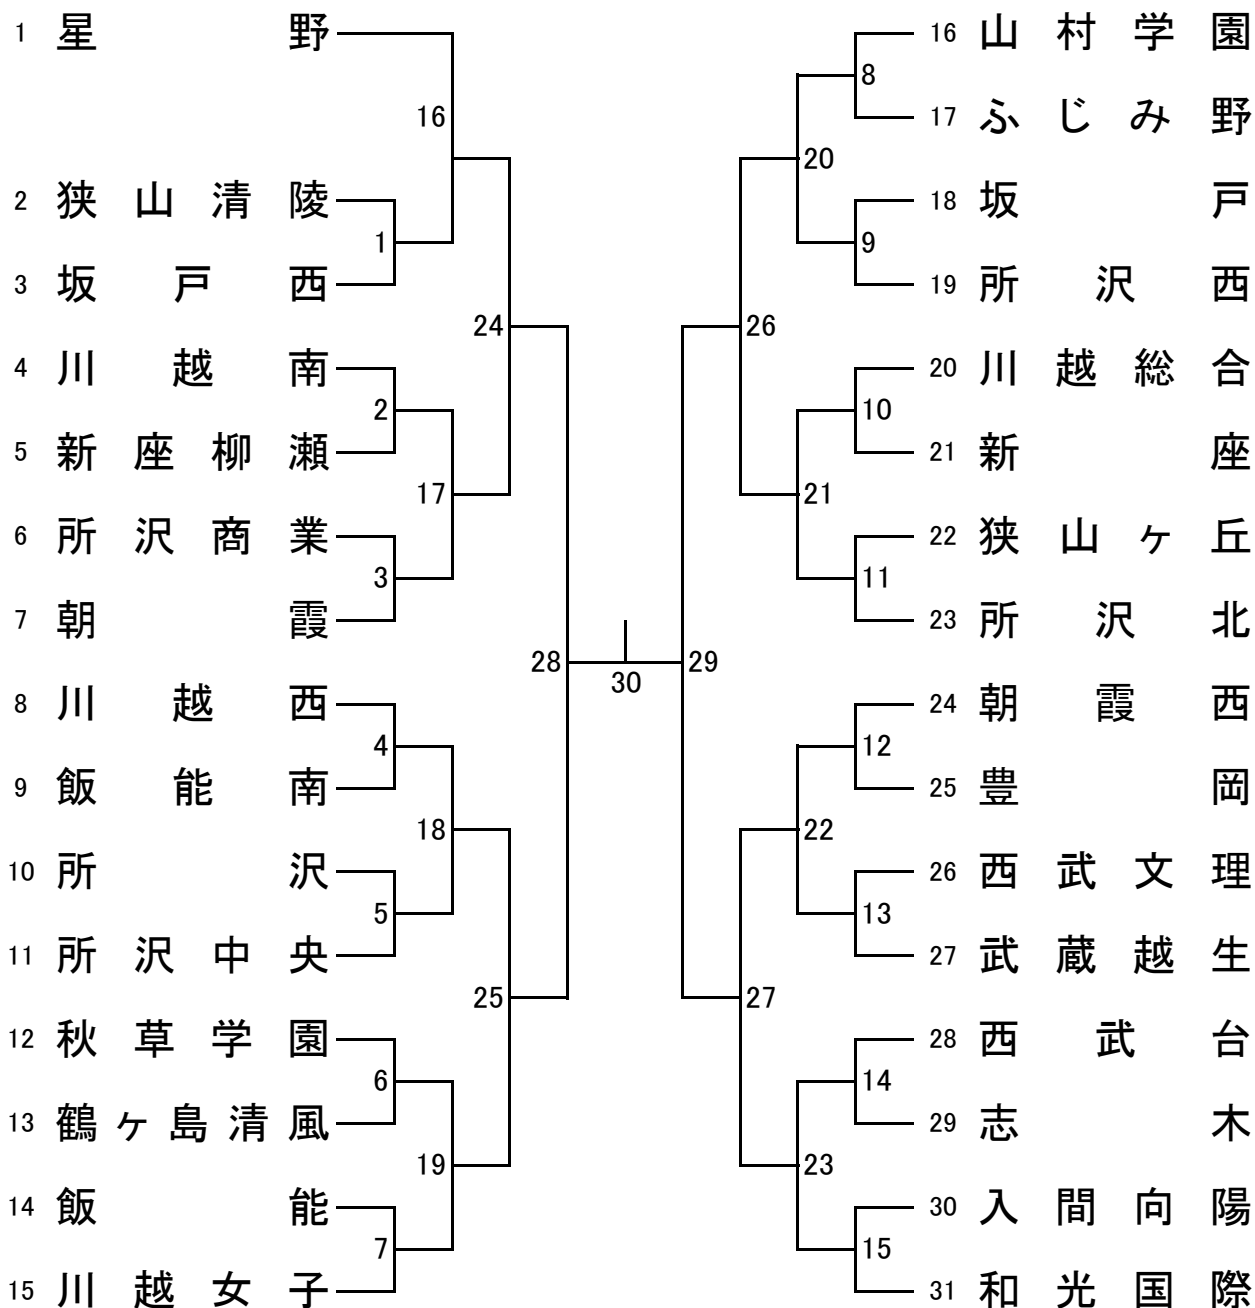 1 星野
16
2 狭山清陵
1
3 坂戸西
24
4 川越南
2
5 新座柳瀬
17
6 所沢商業
3
7 朝霞
28
8 川越西
4
9 飯能南
18
10 所沢
5
11 所沢中央
25
12 秋草学園
6
13 鶴ヶ島清風
19
14 飯能
7
15 川越女子
30
16 山村学園
8
17 ふじみ野
20
18 坂戸
9
19 所沢西
26
20 川越総合
10
21 新座
21
22 狭山ヶ丘
11
23 所沢北
29
24 朝霞西
12
25 豊岡
22
26 西武文理
13
27 武蔵越生
27
28 西武台
14
29 志木
23
30 入間向陽
15
31 和光国際